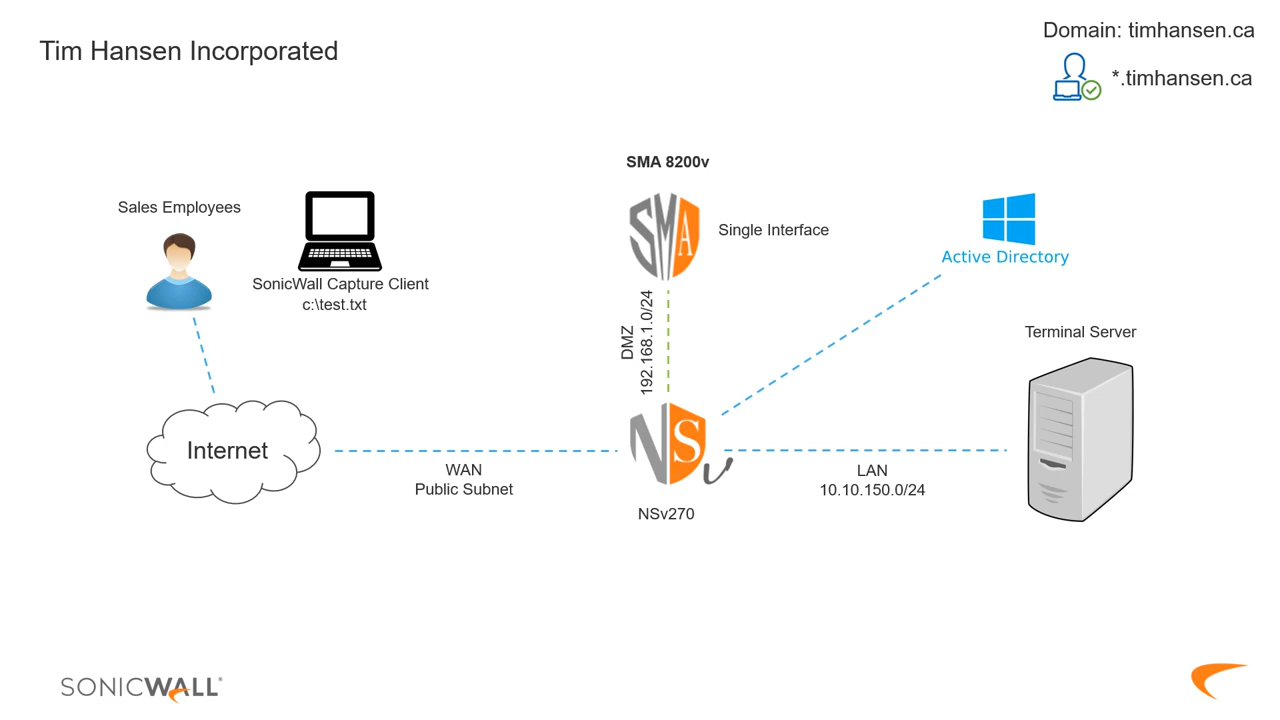 Tim Hansen Incorporated
Domain: timhansen.ca
*.timhansen.ca
SMA 8200v
Sales Employees
SMA
Single Interface
Active Directory
SonicWall Capture Client
c:\test.txt
DMZ
192.168.1.0/24
Terminal Server
Internet
NSv
WAN
Public Subnet
LAN
10.10.150.0/24
NSv270
SONICWALL®